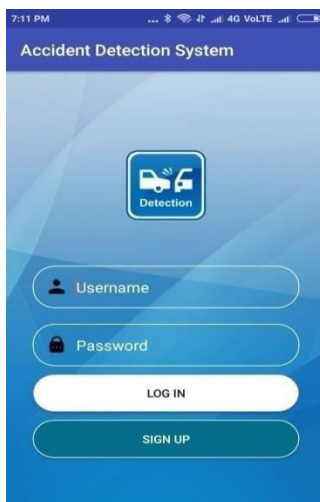 7:11 PM ... 4G VoLTE
Accident Detection System
Detection
Username
Password
LOG IN
SIGN UP